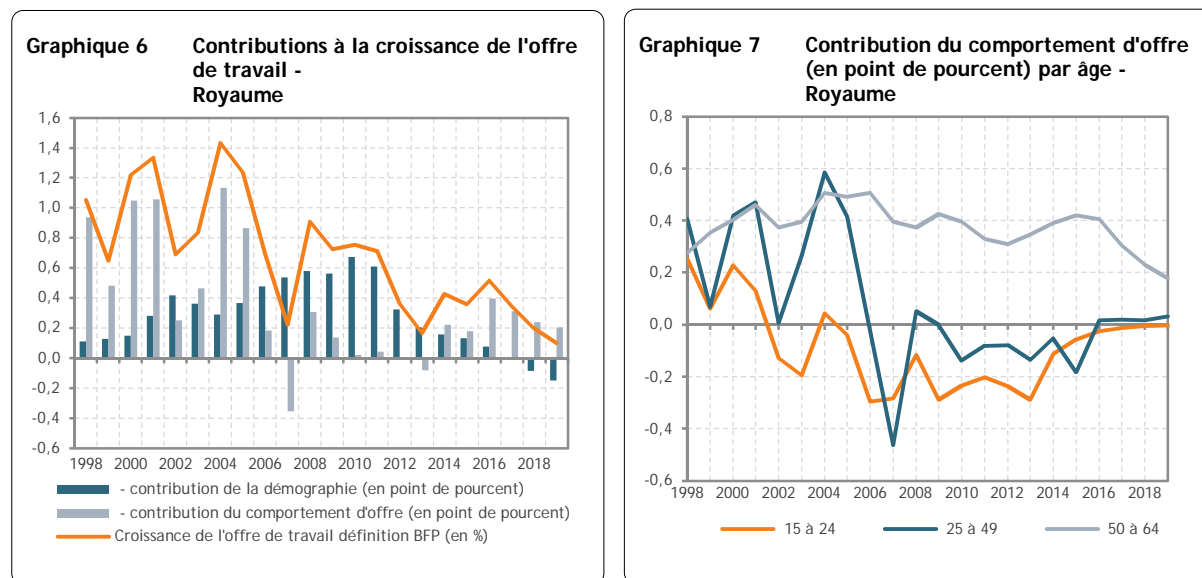 Graphique 6
Contributions à la croissance de l'offre
de travail -
Royaume
1,6
1,4
1,2
1,0
0,8
0,6
0,4
0,2
0,0
-0,2
-0,4
-0,6
1998 2000 2002 2004 2006 2008 2010 2012 2014 2016 2018
- contribution de la démographie (en point de pourcent)
- contribution du comportement d'offre (en point de pourcent)
Croissance de l'offre de travail définition BFP (en %)
Graphique 7
Contribution du comportement d'offre
(en point de pourcent) par âge -
Royaume
0,8
0,6
0,4
0,2
0,0
-0,2
-0,4
-0,6
1998 2000 2002 2004 2006 2008 2010 2012 2014 2016 2018
15 à 24 25 à 49 50 à 64